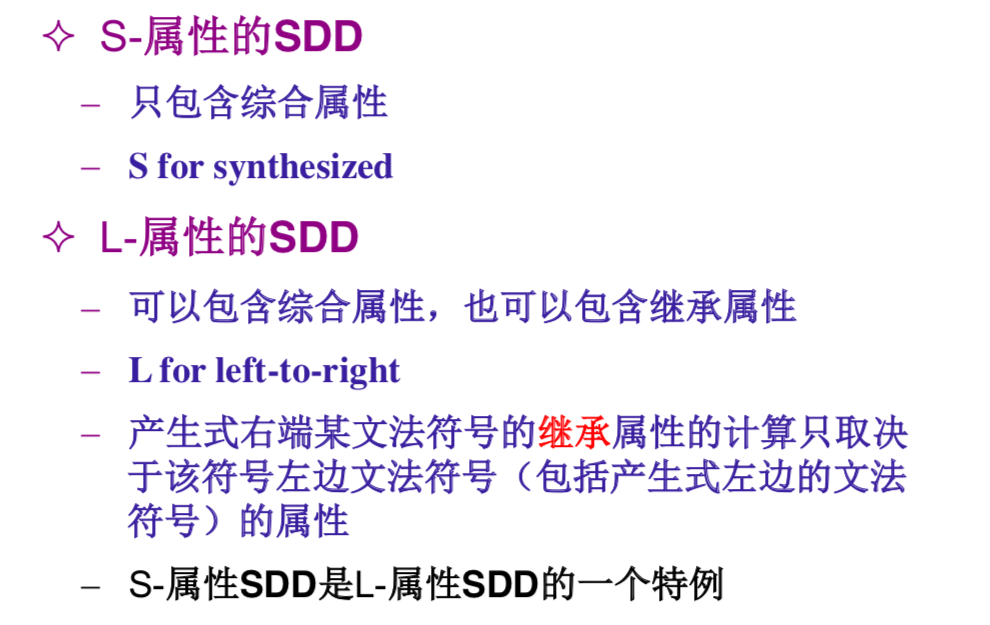 ✧ S-属性的SDD
– 只包含综合属性
– S for synthesized
✧ L-属性的SDD
– 可以包含综合属性，也可以包含继承属性
– L for left-to-right
– 产生式右端某文法符号的继承属性的计算只取决
于该符号左边文法符号（包括产生式左边的文法
符号）的属性
– S-属性SDD是L-属性SDD的一个特例